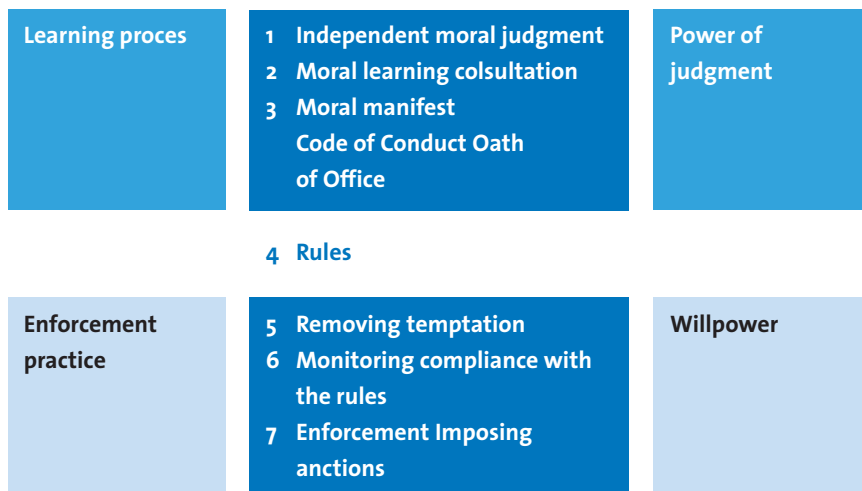 Learning proces
1 Independent moral judgment
2 Moral learning colsultation
3 Moral manifest
Code of Conduct Oath
of Office
Power of
judgment
4 Rules
Enforcement
practice
5 Removing temptation
6 Monitoring compliance with
the rules
7 Enforcement Imposing
anctions
Willpower